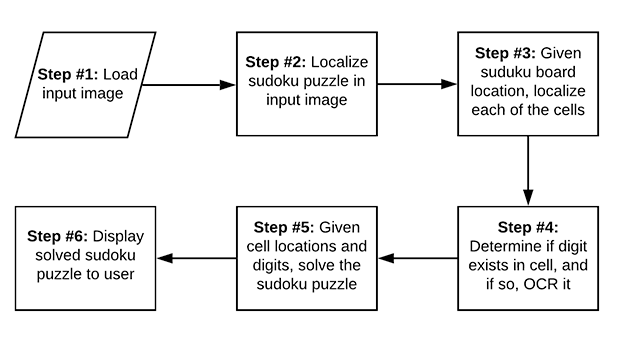 Step #1: Load
input image
Step #2: Localize
sudoku puzzle in
input image
Step #3: Given
suduku board
location, localize
each of the cells
Step #4:
Determine if digit
exists in cell, and
if so, OCR it
Step #5: Given
cell locations and
digits, solve the
sudoku puzzle
Step #6: Display
solved sudoku
puzzle to user